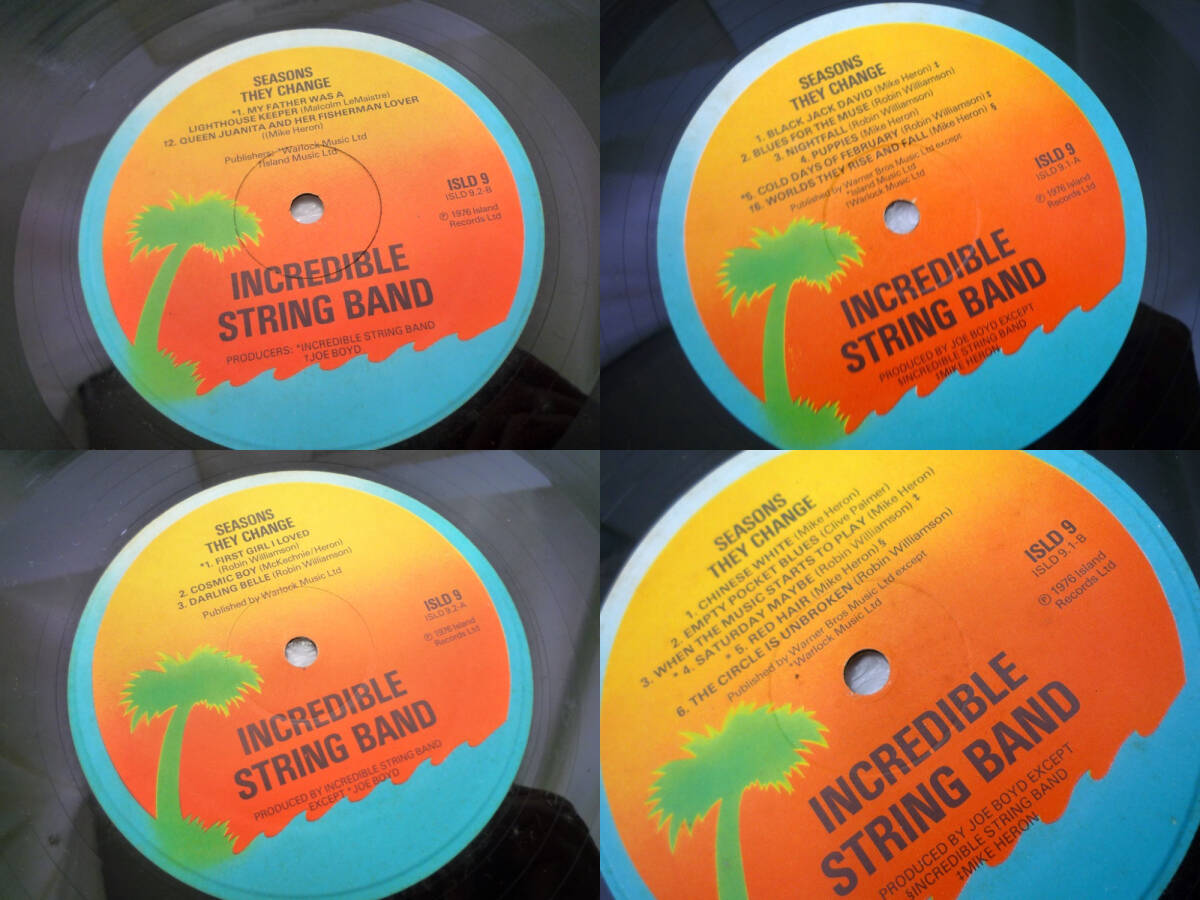 SEASONS
THEY CHANGE
*1. MY FATHER WAS A
LIGHTHOUSE KEEPER (Malcolm LeMaistre)
†2. QUEEN JUANITA AND HER FISHERMAN LOVER
(IMike Heron)
Publishers: *Warlock Music Ltd
†Island Music Ltd
ISLD 9
ISLD 9.2-B
℗ 1976 Island
Records Ltd
INCREDIBLE
STRING BAND
PRODUCERS: *INCREDIBLE STRING BAND
†JOE BOYD
SEASONS
THEY CHANGE
1. BLACK JACK DAVID (Mike Heron) ‡
2. BLUES FOR THE MUSE (Robin Williamson)
3. NIGHTFALL (Robin Williamson)
4. PUPPIES (Mike Heron)
*5. COLD DAYS OF FEBRUARY (Robin Williamson) ‡
†6. WORLDS THEY RISE AND FALL (Mike Heron) §
Published by Warner Bros Music Ltd except
*Island Music Ltd
†Warlock Music Ltd
ISLD 9
ISLD 9.1-A
℗ 1976 Island
Records Ltd
INCREDIBLE
STRING BAND
PRODUCED BY JOE BOYD EXCEPT
§INCREDIBLE STRING BAND
‡MIKE HERON
SEASONS
THEY CHANGE
*1. FIRST GIRL I LOVED
(Robin Williamson)
2. COSMIC BOY (McKechnie/Heron)
3. DARLING BELLE (Robin Williamson)
Published by Warlock Music Ltd
ISLD 9
ISLD 9.2-A
℗ 1976 Island
Records Ltd
INCREDIBLE
STRING BAND
PRODUCED BY INCREDIBLE STRING BAND
EXCEPT *JOE BOYD
SEASONS
THEY CHANGE
1. CHINESE WHITE (Mike Heron)
2. EMPTY POCKET BLUES (Clive Palmer)
3. WHEN THE MUSIC STARTS TO PLAY (Mike Heron)
*4. SATURDAY MAYBE (Robin Williamson) ‡
*5. RED HAIR (Mike Heron) §
6. THE CIRCLE IS UNBROKEN (Robin Williamson)
Published by Warner Bros Music Ltd except
*Warlock Music Ltd
ISLD 9
ISLD 9.1-B
℗ 1976 Island
Records Ltd
INCREDIBLE
STRING BAND
PRODUCED BY JOE BOYD EXCEPT
§INCREDIBLE STRING BAND
‡MIKE HERON